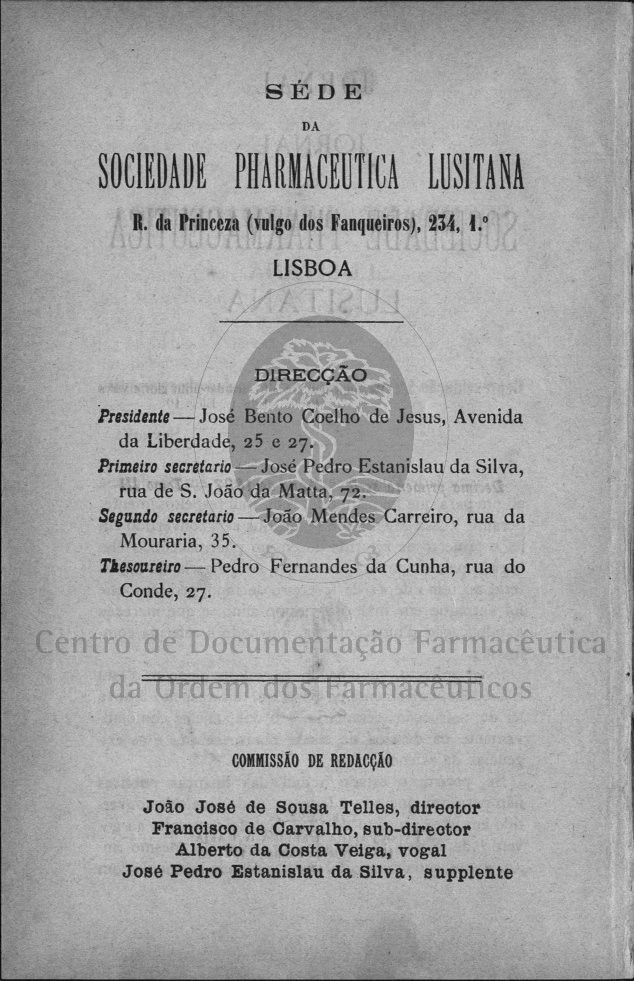 SÉDE
DA
SOCIEDADE PHARMACEUTICA LUSITANA
R. da Princeza (vulgo dos Fanqueiros), 234, 1.º
LISBOA
DIRECÇÃO
Presidente — José Bento Coelho de Jesus, Avenida
da Liberdade, 25 e 27.
Primeiro secretario — José Pedro Estanislau da Silva,
rua de S. João da Matta, 72.
Segundo secretario — João Mendes Carreiro, rua da
Mouraria, 35.
Thesoureiro — Pedro Fernandes da Cunha, rua do
Conde, 27.
Centro de Documentação Farmacêutica
da Ordem dos Farmacêuticos
COMMISSÃO DE REDACÇÃO
João José de Sousa Telles, director
Francisco de Carvalho, sub-director
Alberto da Costa Veiga, vogal
José Pedro Estanislau da Silva, supplente